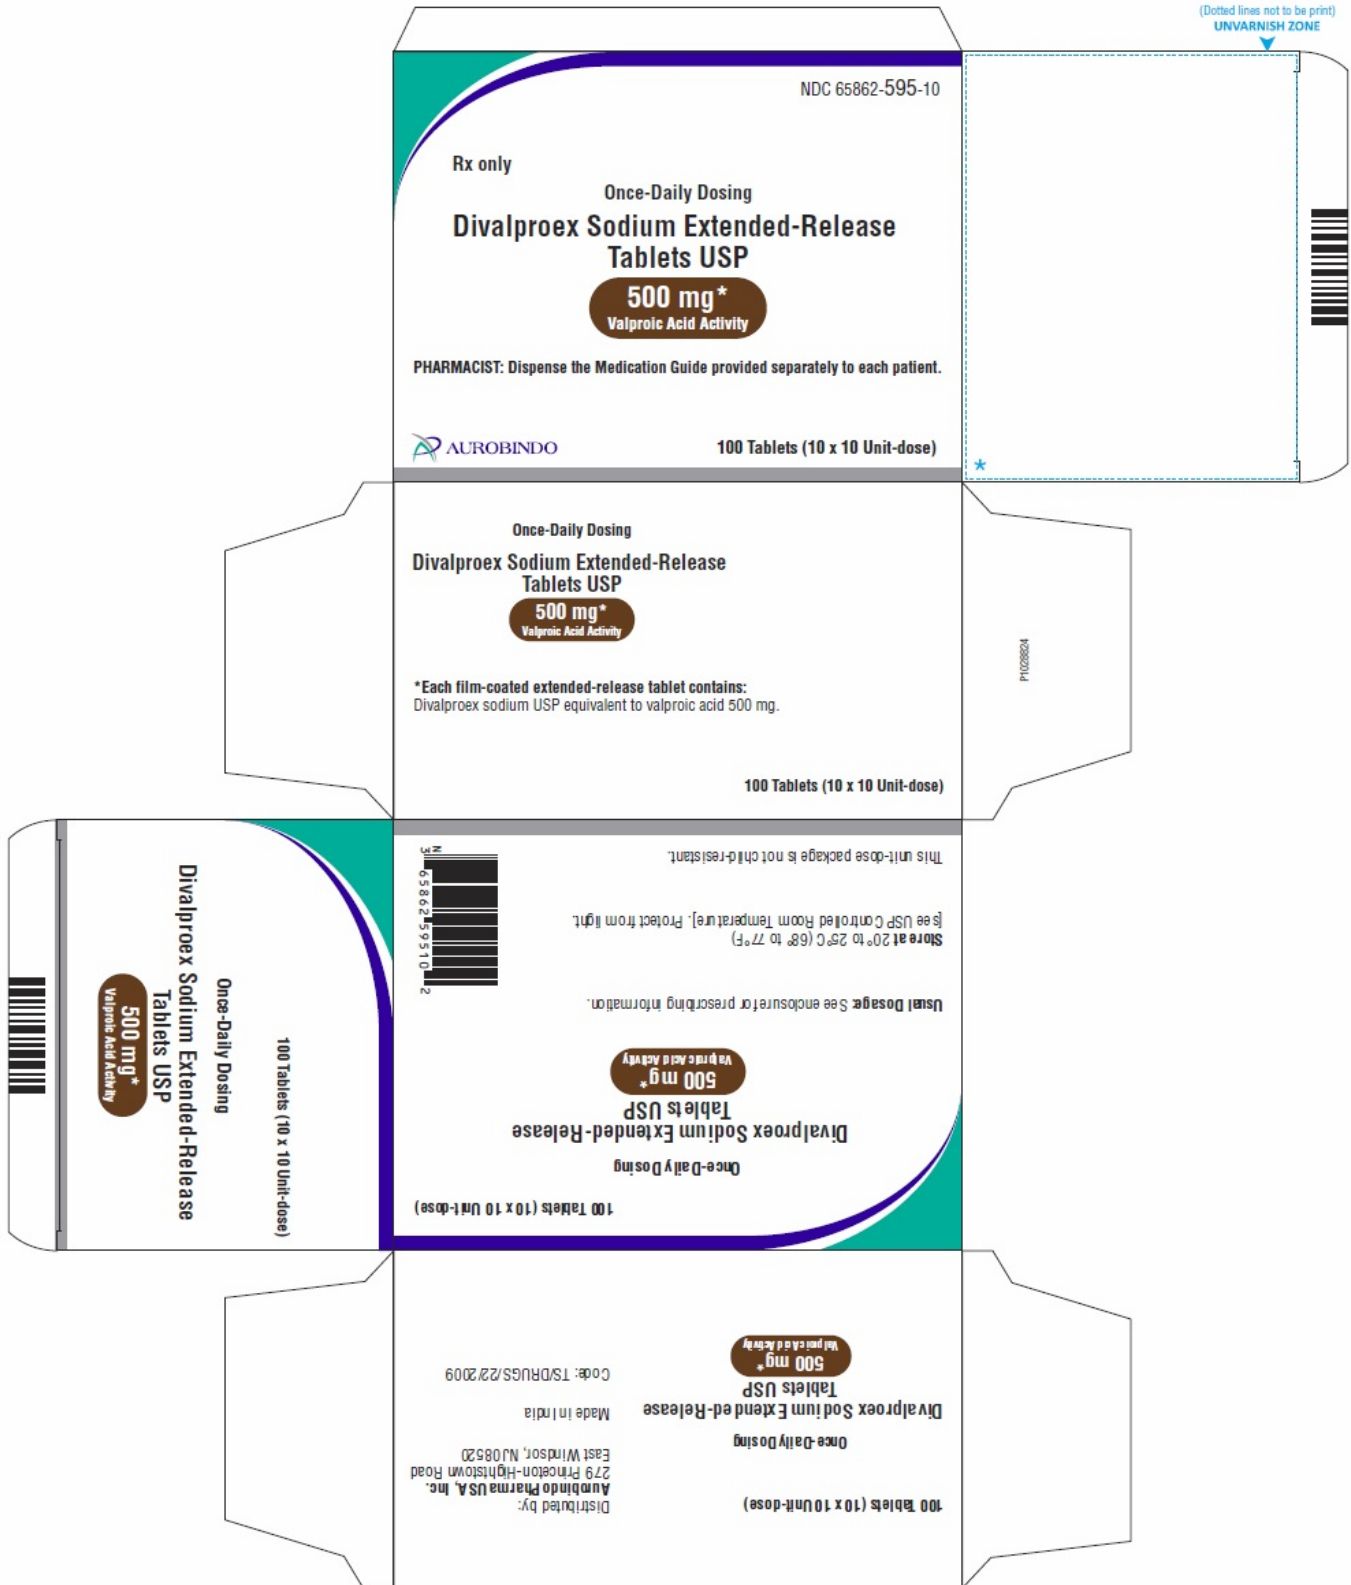 (Dotted lines not to be print)
UNVARNISH ZONE
NDC 65862-595-10
Rx only
Once-Daily Dosing
Divalproex Sodium Extended-Release
Tablets USP
500 mg*
Valproic Acid Activity
PHARMACIST: Dispense the Medication Guide provided separately to each patient.
AUROBINDO
100 Tablets (10 x 10 Unit-dose)
*
Once-Daily Dosing
Divalproex Sodium Extended-Release
Tablets USP
500 mg*
Valproic Acid Activity
*Each film-coated extended-release tablet contains:
Divalproex sodium USP equivalent to valproic acid 500 mg.
100 Tablets (10 x 10 Unit-dose)
P1028824
100 Tablets (10 x 10 Unit-dose)
Once-Daily Dosing
Divalproex Sodium Extended-Release
Tablets USP
500 mg*
Valproic Acid Activity
100 Tablets (10 x 10 Unit-dose)
Once-Daily Dosing
Divalproex Sodium Extended-Release
Tablets USP
500 mg*
Valproic Acid Activity
Usual Dosage: See enclosure for prescribing information.
Store at 20° to 25°C (68° to 77°F)
[see USP Controlled Room Temperature]. Protect from light.
This unit-dose package is not child-resistant.
N
3 65862 59510 2
100 Tablets (10 x 10 Unit-dose)
Once-Daily Dosing
Divalproex Sodium Extended-Release
Tablets USP
500 mg*
Valproic Acid Activity
Distributed by:
Aurobindo Pharma USA, Inc.
279 Princeton-Hightstown Road
East Windsor, NJ 08520
Made in India
Code: TS/DRUGS/22/2009